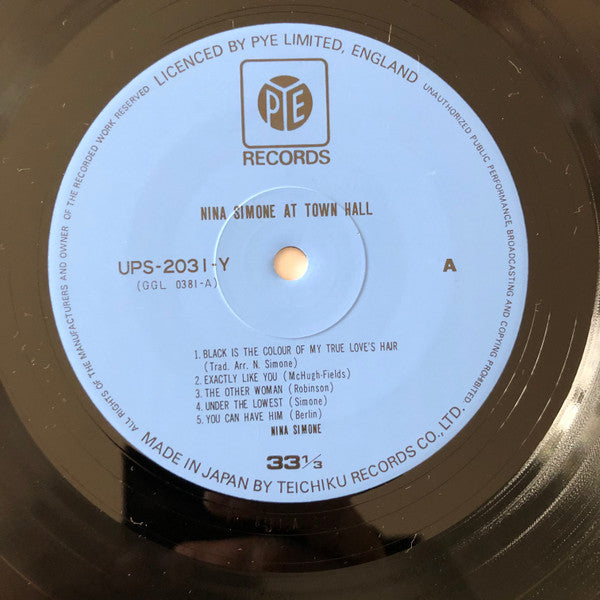 LICENCED BY PYE LIMITED, ENGLAND
UNAUTHORIZED PUBLIC PERFORMANCE, BROADCASTING AND COPYING PROHIBITED.
ALL RIGHTS OF THE MANUFACTURERS AND OWNER OF THE RECORDED WORK RESERVED
PYE
RECORDS
NINA SIMONE AT TOWN HALL
UPS-2031-Y
A
(GGL 0381-A)
1. BLACK IS THE COLOUR OF MY TRUE LOVE'S HAIR
(Trad. Arr. N. Simone)
2. EXACTLY LIKE YOU (McHugh-Fields)
3. THE OTHER WOMAN (Robinson)
4. UNDER THE LOWEST (Simone)
5. YOU CAN HAVE HIM (Berlin)
NINA SIMONE
33 1/3
MADE IN JAPAN BY TEICHIKU RECORDS CO., LTD.